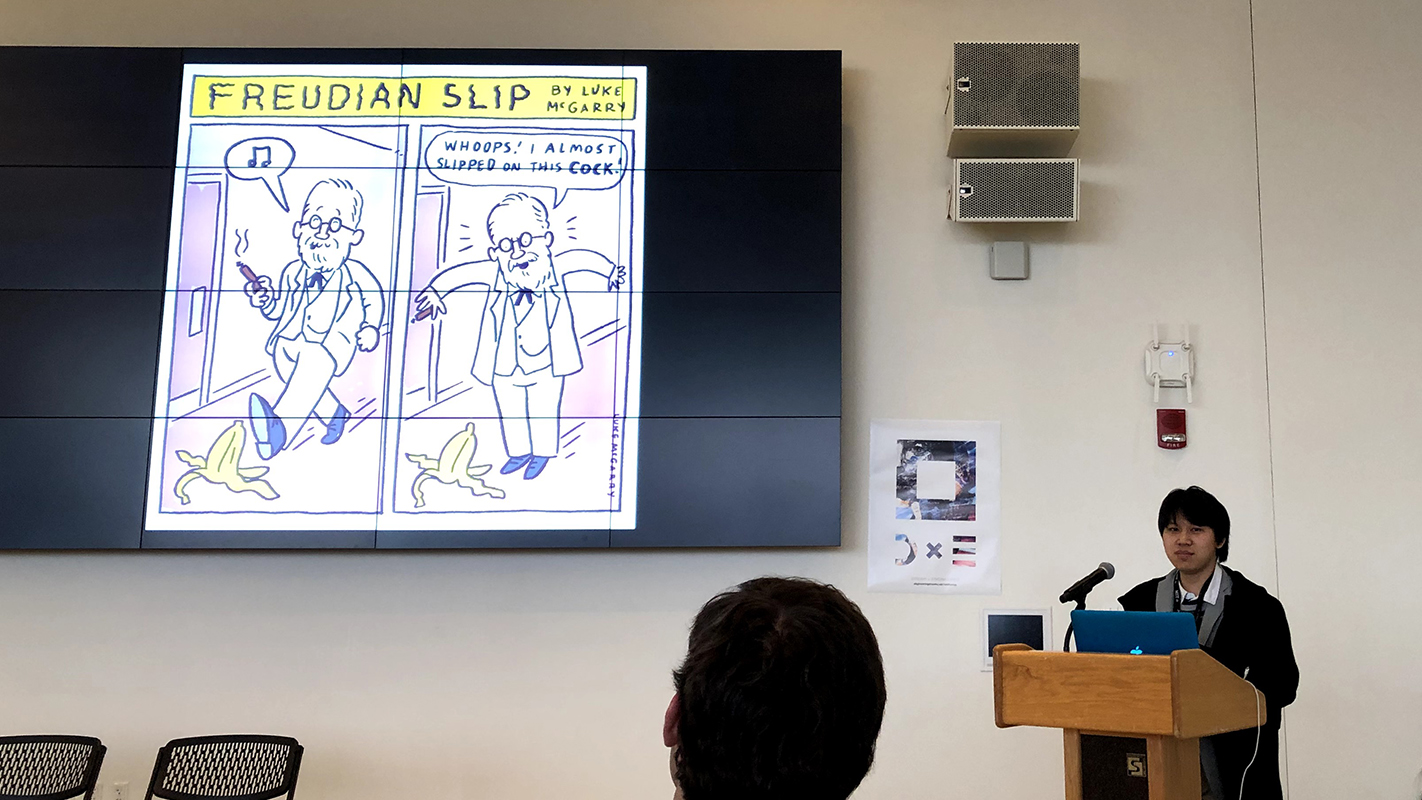 FREUDIAN SLIP
BY LUKE
McGARRY
WHOOPS! I ALMOST
SLIPPED ON THIS COCK!
LUKE McGARRY
FIRE